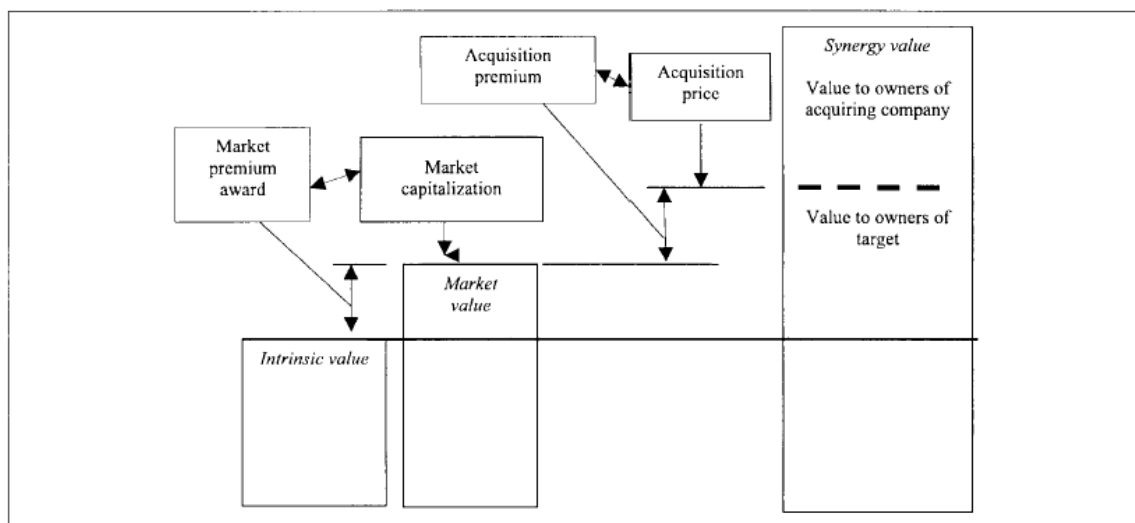 Synergy value
Acquisition
premium
Acquisition
price
Value to owners of
acquiring company
Market
premium
award
Market
capitalization
Value to owners of
target
Market
value
Intrinsic value